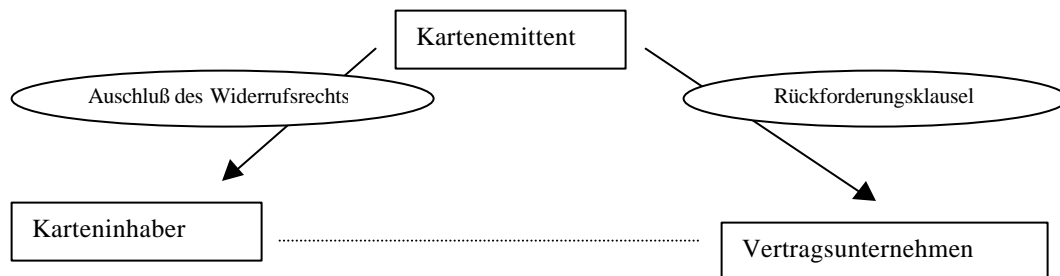 Kartenemittent
Auschluß des Widerrufsrechts
Rückforderungsklausel
Karteninhaber
Vertragsunternehmen